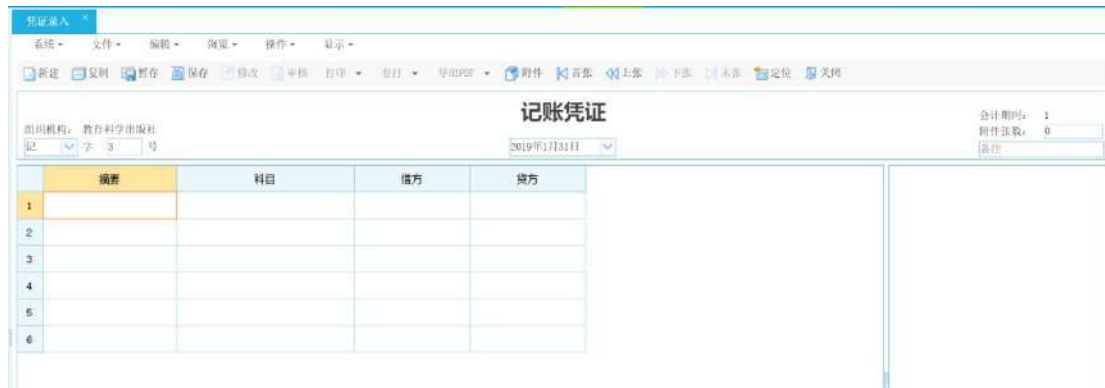 凭证录入 ×
系统 文件 编辑 浏览 操作 显示
新建 复制 暂存 保存 修改 审核 打印 套打 导出PDF 附件 首张 上张 下张 末张 定位 关闭
记账凭证
会计期间: 1
组织机构: 教育科学出版社
附件张数: 0
记 字 3 号 2019年1月31日 备注
摘要 科目 借方 贷方
1
2
3
4
5
6